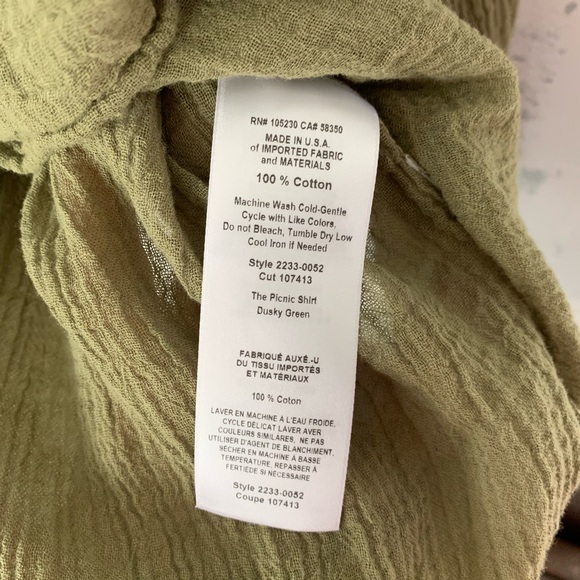 RN# 105230 CA# 58350
MADE IN U.S.A.
of IMPORTED FABRIC
and MATERIALS
100 % Cotton
Machine Wash Cold-Gentle
Cycle with Like Colors,
Do not Bleach, Tumble Dry Low
Cool Iron if Needed
Style 2233-0052
Cut 107413
The Picnic Shirt
Dusky Green
FABRIQUÉ AUXÉ.-U
DU TISSU IMPORTÉS
ET MATÉRIAUX
100 % Coton
LAVER EN MACHINE À L'EAU FROIDE,
CYCLE DÉLICAT LAVER AVER
COULEURS SIMILAIRES, NE PAS
UTILISER D'AGENT DE BLANCHIMENT,
SÉCHER EN MACHINE À BASSE
TEMPÉRATURE, REPASSER À
FERTIÈDE SI NÉCESSAIRE
Style 2233-0052
Coupe 107413